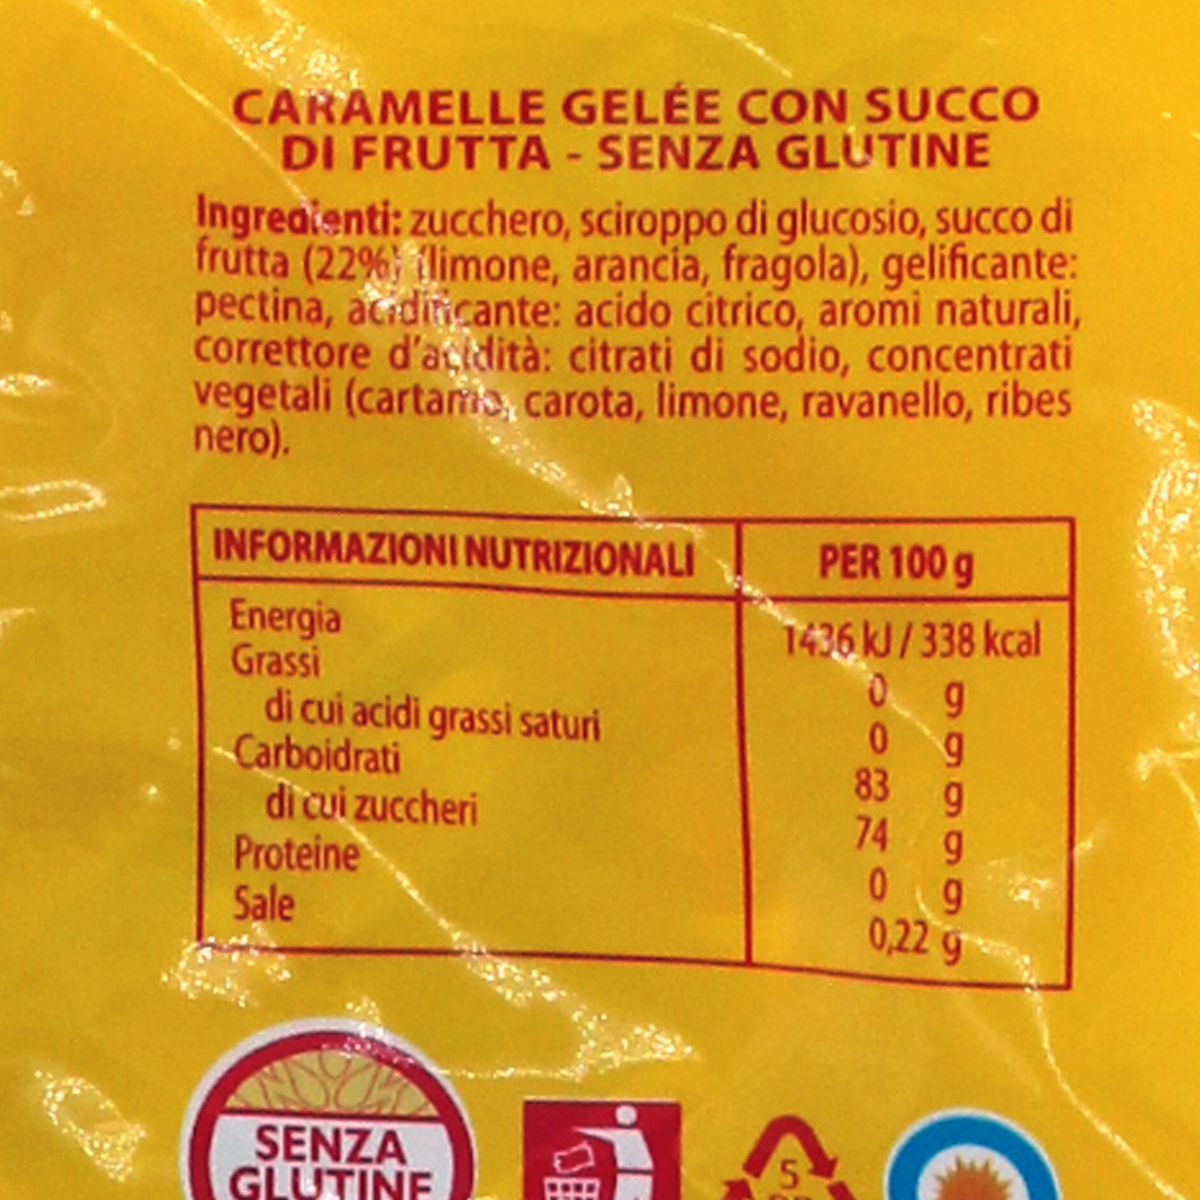 CARAMELLE GELÉE CON SUCCO
DI FRUTTA - SENZA GLUTINE
Ingredienti: zucchero, sciroppo di glucosio, succo di
frutta (22%) (limone, arancia, fragola), gelificante:
pectina, acidificante: acido citrico, aromi naturali,
correttore d'acidità: citrati di sodio, concentrati
vegetali (cartamo, carota, limone, ravanello, ribes
nero).
INFORMAZIONI NUTRIZIONALI PER 100 g
Energia 1436 kJ / 338 kcal
Grassi 0 g
di cui acidi grassi saturi 0 g
Carboidrati 83 g
di cui zuccheri 74 g
Proteine 0 g
Sale 0,22 g
SENZA
GLUTINE
5